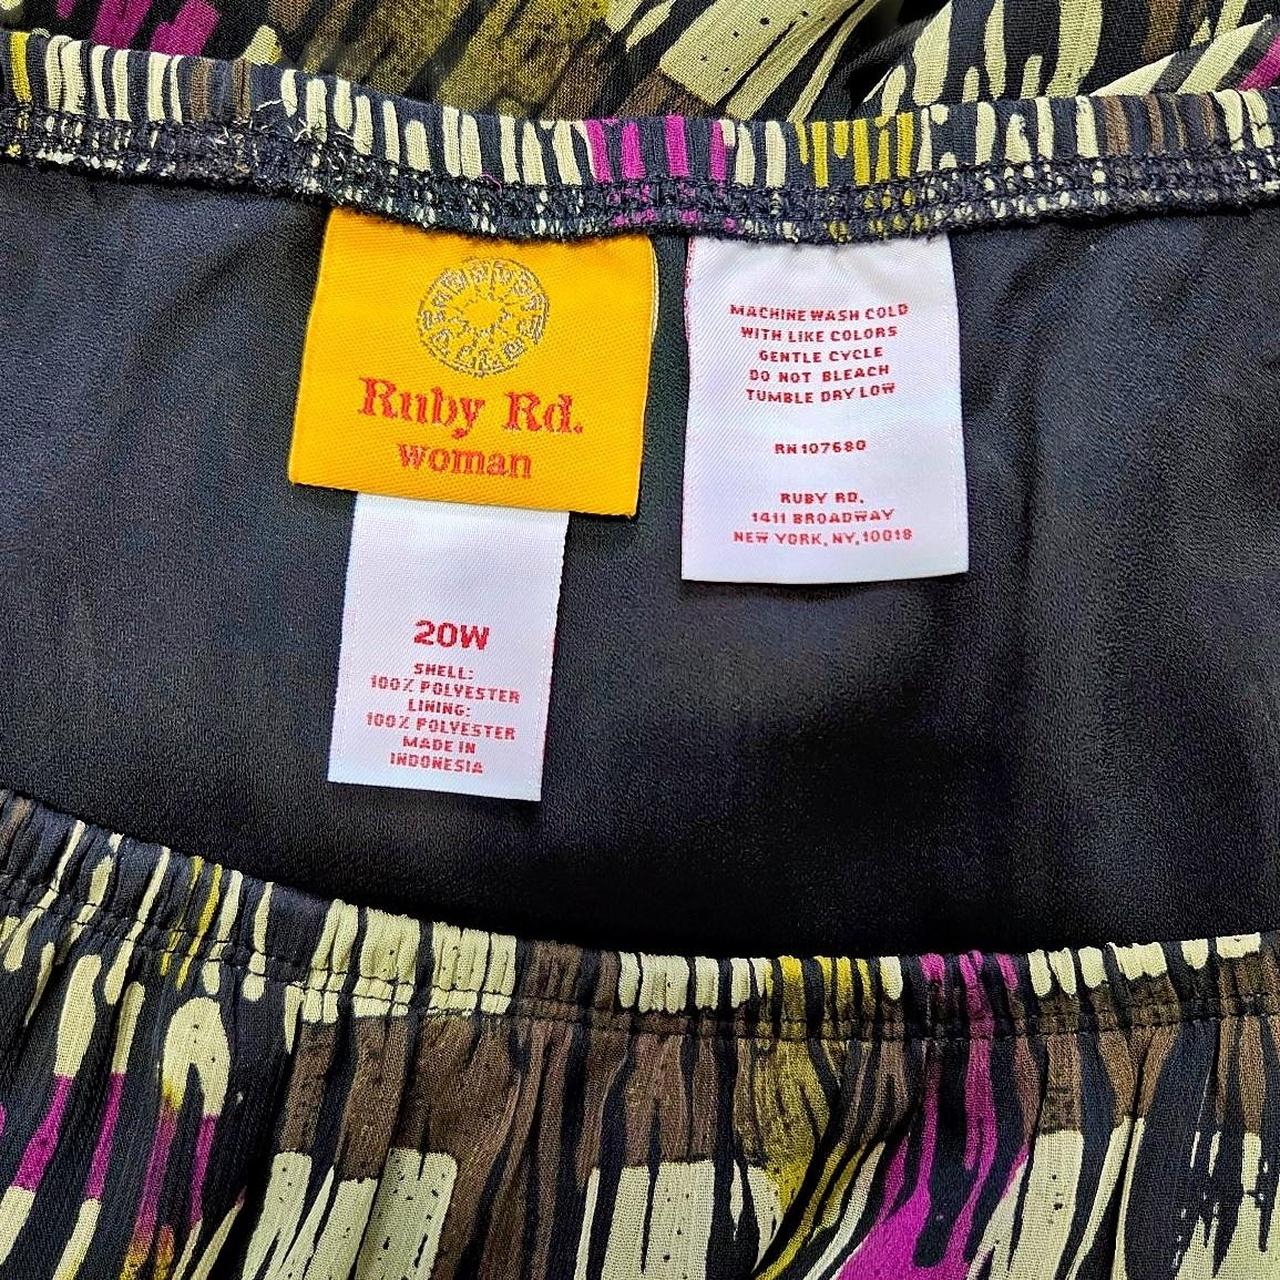 Ruby Rd.
woman
20W
SHELL:
100% POLYESTER
LINING:
100% POLYESTER
MADE IN
INDONESIA
MACHINE WASH COLD
WITH LIKE COLORS
GENTLE CYCLE
DO NOT BLEACH
TUMBLE DRY LOW
RN107680
RUBY RD.
1411 BROADWAY
NEW YORK, NY, 10018